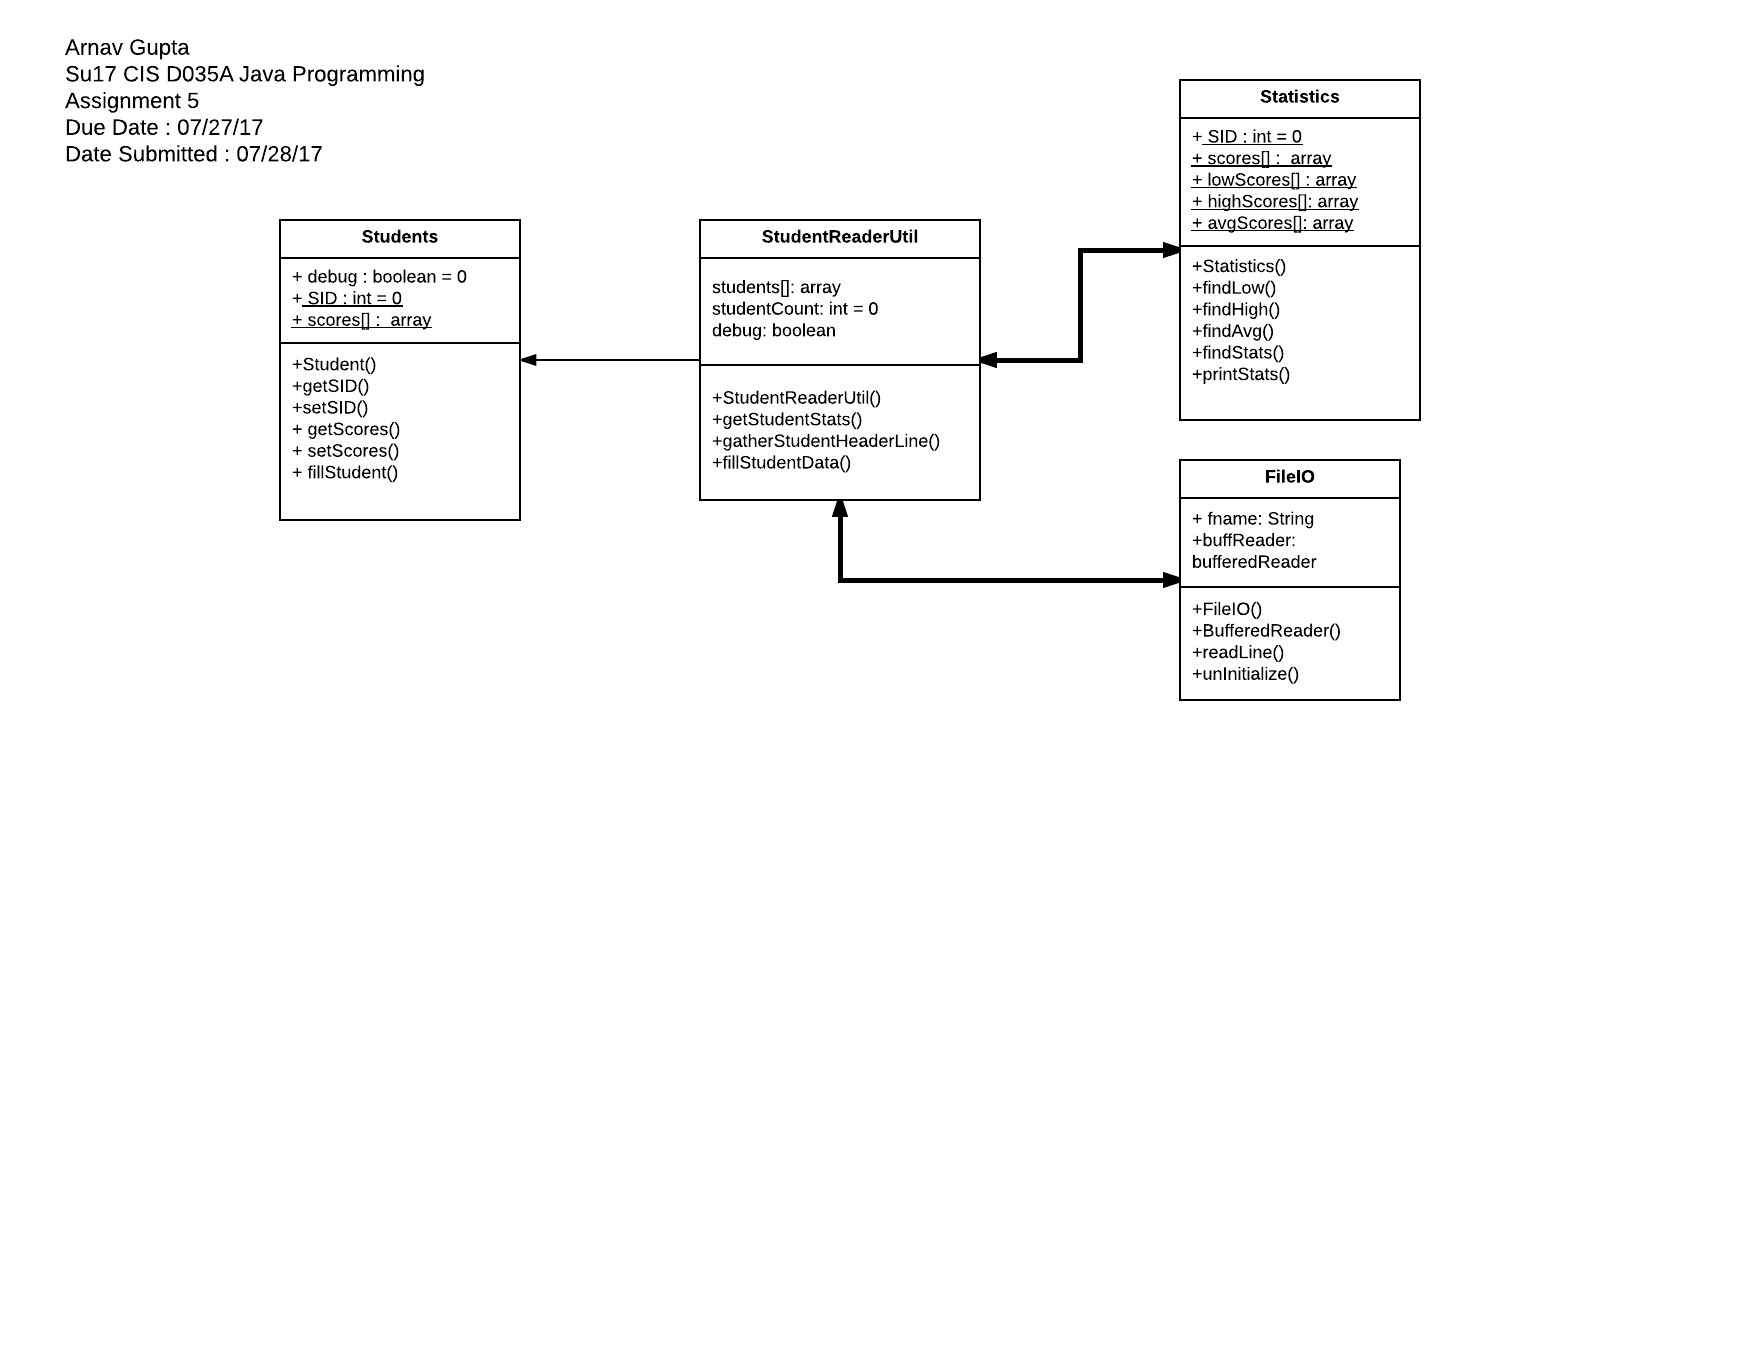 Arnav Gupta
Su17 CIS D035A Java Programming
Assignment 5
Due Date : 07/27/17
Date Submitted : 07/28/17
Students
+ debug : boolean = 0
+ SID : int = 0
+ scores[] :  array
+Student()
+getSID()
+setSID()
+ getScores()
+ setScores()
+ fillStudent()
StudentReaderUtil
students[]: array
studentCount: int = 0
debug: boolean
+StudentReaderUtil()
+getStudentStats()
+gatherStudentHeaderLine()
+fillStudentData()
Statistics
+ SID : int = 0
+ scores[] :  array
+ lowScores[] : array
+ highScores[]: array
+ avgScores[]: array
+Statistics()
+findLow()
+findHigh()
+findAvg()
+findStats()
+printStats()
FileIO
+ fname: String
+buffReader:
bufferedReader
+FileIO()
+BufferedReader()
+readLine()
+unInitialize()